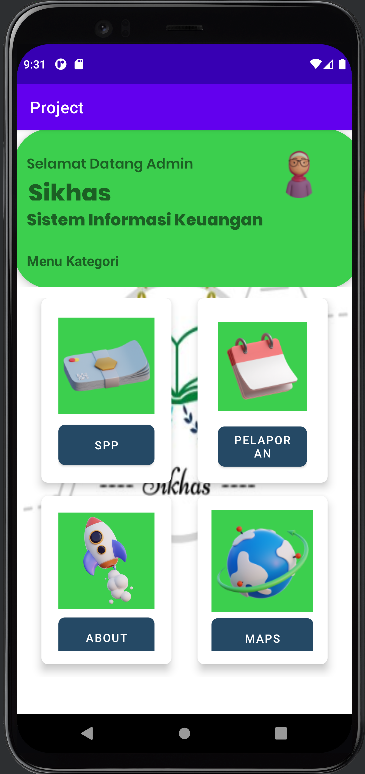 9:31
Project
Selamat Datang Admin
Sikhas
Sistem Informasi Keuangan
Menu Kategori
SPP
PELAPOR
AN
---- Sikhas ----
ABOUT
MAPS